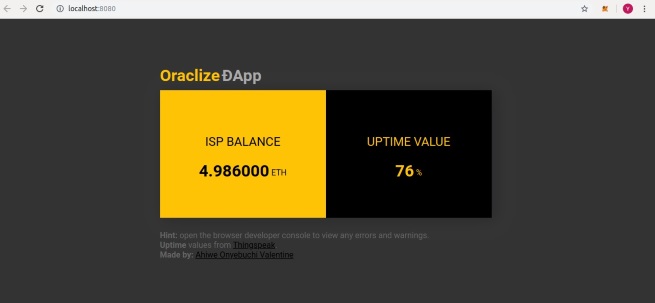 localhost:8080
Y
Oraclize ÐApp
ISP BALANCE
4.986000 ETH
UPTIME VALUE
76 %
Hint: open the browser developer console to view any errors and warnings.
Uptime values from Thingspeak
Made by: Ahiwe Onyebuchi Valentine